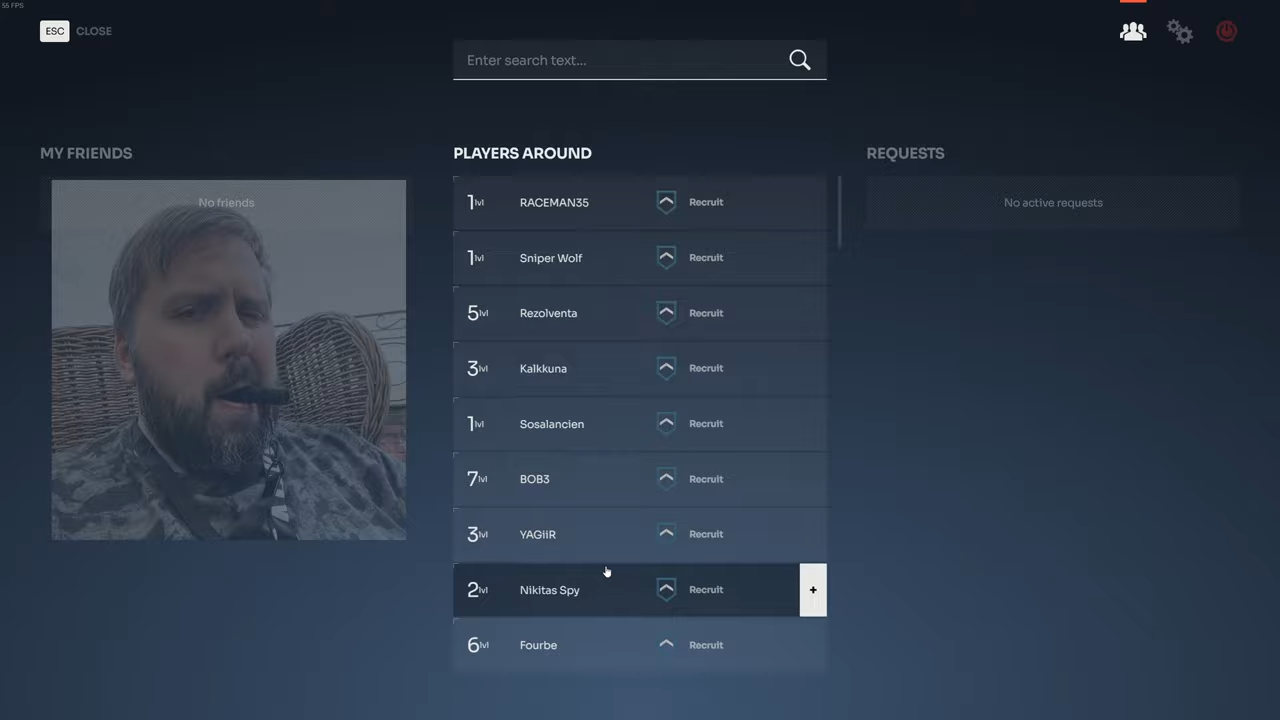 55 FPS
ESC CLOSE
Enter search text...
MY FRIENDS
No friends
PLAYERS AROUND
1lvl RACEMAN35 Recruit
1lvl Sniper Wolf Recruit
5lvl Rezolventa Recruit
3lvl Kalkkuna Recruit
1lvl Sosalancien Recruit
7lvl BOB3 Recruit
3lvl YAGiiR Recruit
2lvl Nikitas Spy Recruit +
6lvl Fourbe Recruit
REQUESTS
No active requests